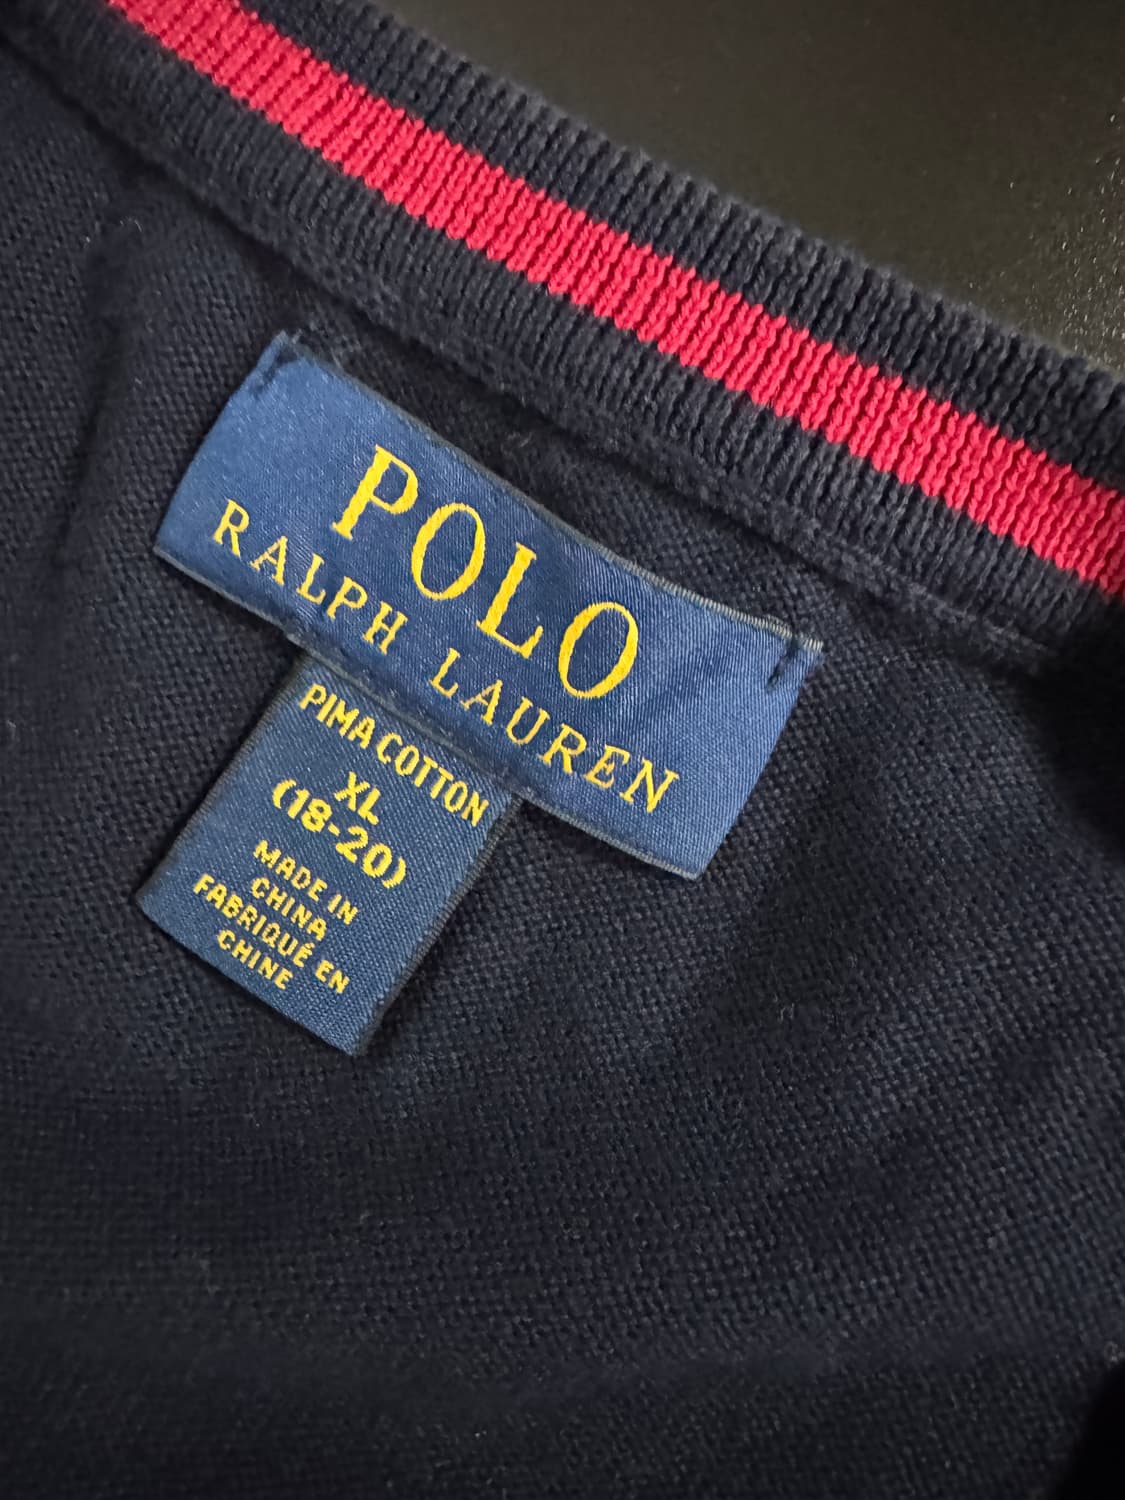 POLO
RALPH LAUREN
PIMA COTTON
XL
(18-20)
MADE IN
CHINA
FABRIQUÉ EN
CHINE